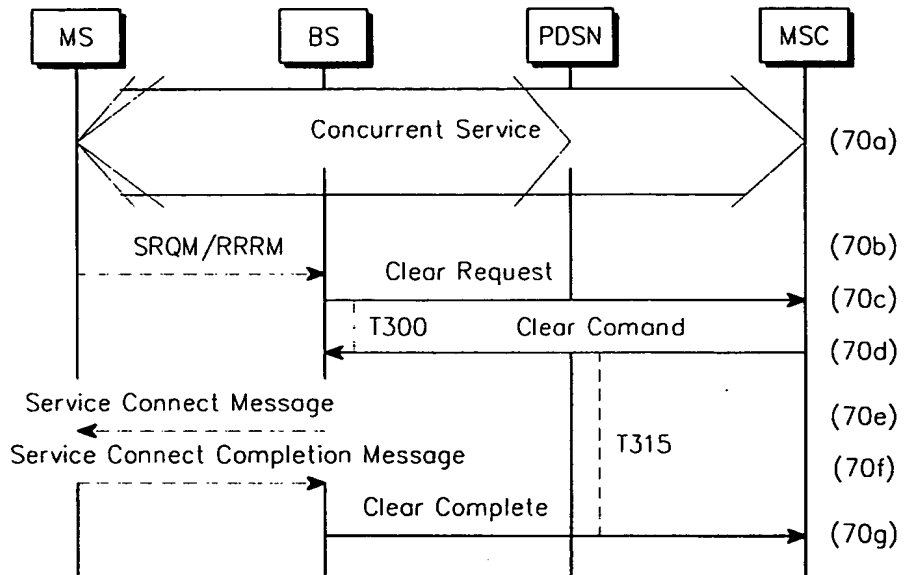 MS BS PDSN MSC
Concurrent Service (70a)
SRQM/RRRM (70b)
Clear Request (70c)
T300 Clear Comand (70d)
Service Connect Message (70e)
T315
Service Connect Completion Message (70f)
Clear Complete (70g)